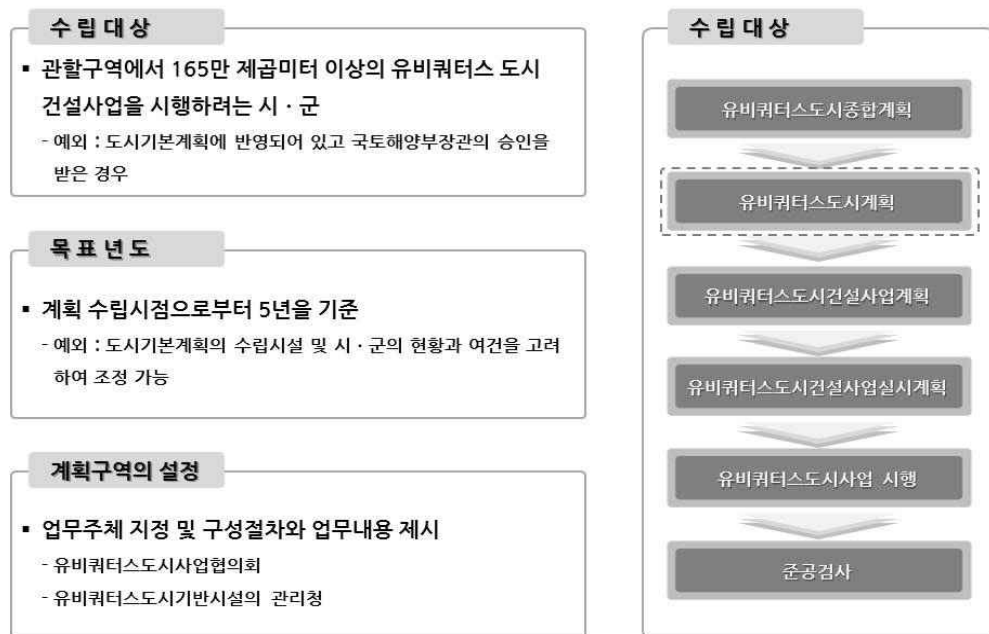 수 립 대 상
▪ 관할구역에서 165만 제곱미터 이상의 유비쿼터스 도시
건설사업을 시행하려는 시 · 군
- 예외 : 도시기본계획에 반영되어 있고 국토해양부장관의 승인을
받은 경우
목 표 년 도
▪ 계획 수립시점으로부터 5년을 기준
- 예외 : 도시기본계획의 수립시설 및 시 · 군의 현황과 여건을 고려
하여 조정 가능
계획구역의 설정
▪ 업무주체 지정 및 구성절차와 업무내용 제시
- 유비쿼터스도시사업협의회
- 유비쿼터스도시기반시설의 관리청
수 립 대 상
유비쿼터스도시종합계획
유비쿼터스도시계획
유비쿼터스도시건설사업계획
유비쿼터스도시건설사업실시계획
유비쿼터스도시사업 시행
준공검사